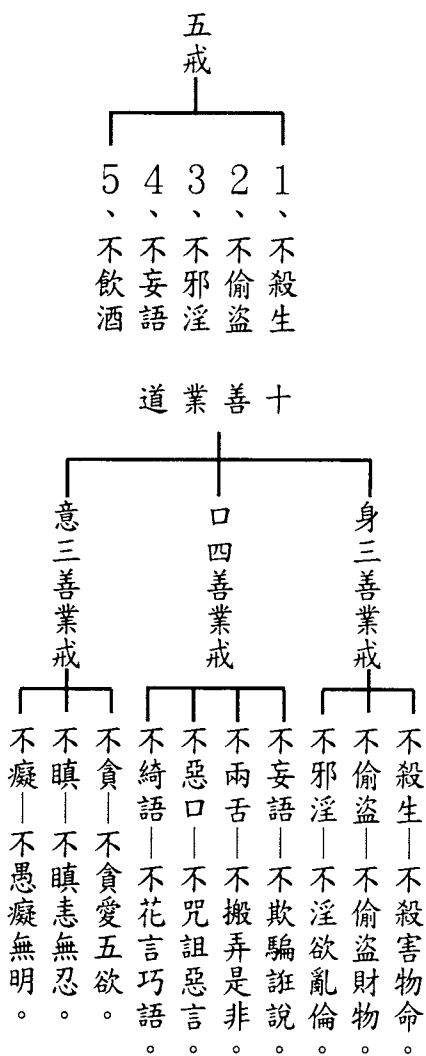 五戒
1、不殺生
2、不偷盜
3、不邪淫
4、不妄語
5、不飲酒
十善業道
身三善業戒
不殺生—不殺害物命。
不偷盜—不偷盜財物。
不邪淫—不淫欲亂倫。
口四善業戒
不妄語—不欺騙誑說。
不兩舌—不搬弄是非。
不惡口—不咒詛惡言。
不綺語—不花言巧語。
意三善業戒
不貪—不貪愛五欲。
不瞋—不瞋恚無忍。
不癡—不愚癡無明。